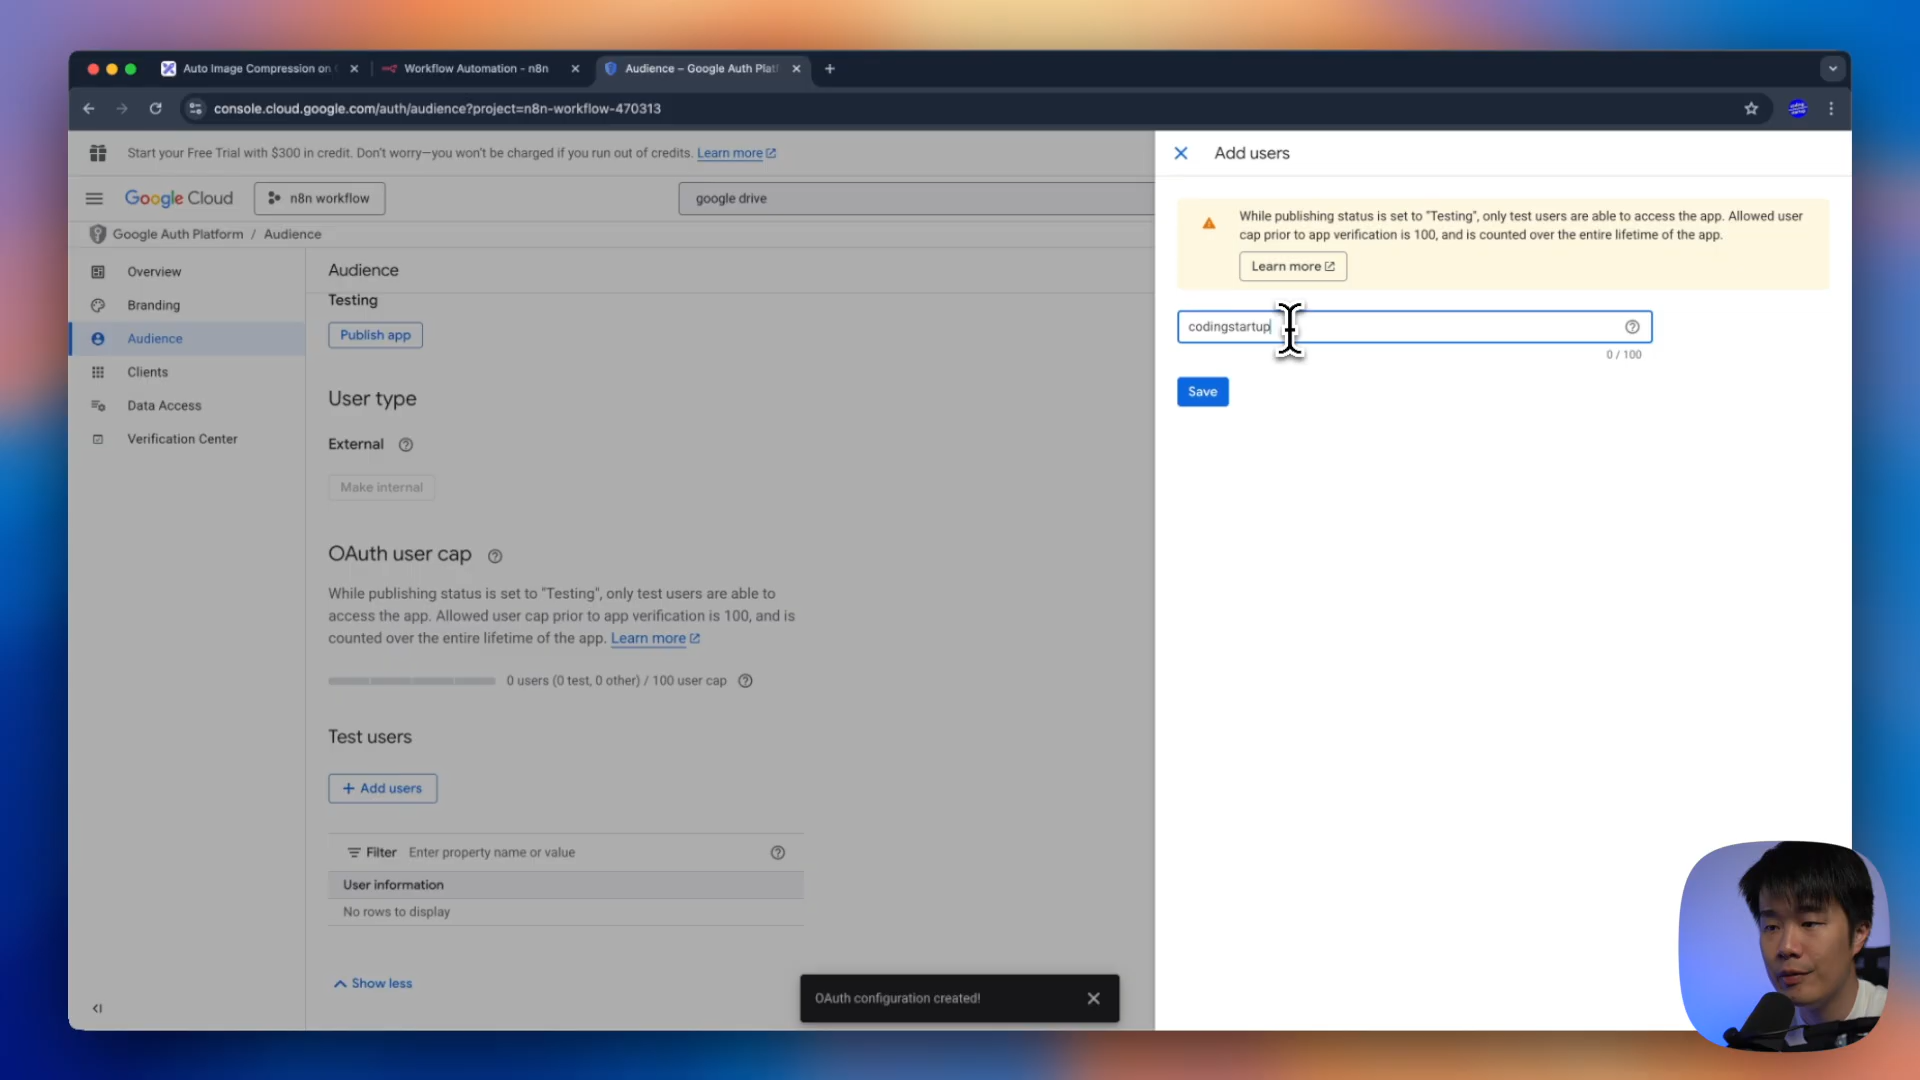 Auto Image Compression on
Workflow Automation - n8n
Audience – Google Auth Plat
console.cloud.google.com/auth/audience?project=n8n-workflow-470313
Start your Free Trial with $300 in credit. Don't worry—you won't be charged if you run out of credits. Learn more
Google Cloud
n8n workflow
google drive
Google Auth Platform / Audience
Overview
Branding
Audience
Clients
Data Access
Verification Center
Audience
Testing
Publish app
User type
External
Make internal
OAuth user cap
While publishing status is set to "Testing", only test users are able to
access the app. Allowed user cap prior to app verification is 100, and is
counted over the entire lifetime of the app. Learn more
0 users (0 test, 0 other) / 100 user cap
Test users
+ Add users
Filter Enter property name or value
User information
No rows to display
Show less
OAuth configuration created!
Add users
While publishing status is set to "Testing", only test users are able to access the app. Allowed user
cap prior to app verification is 100, and is counted over the entire lifetime of the app.
Learn more
codingstartup
0 / 100
Save